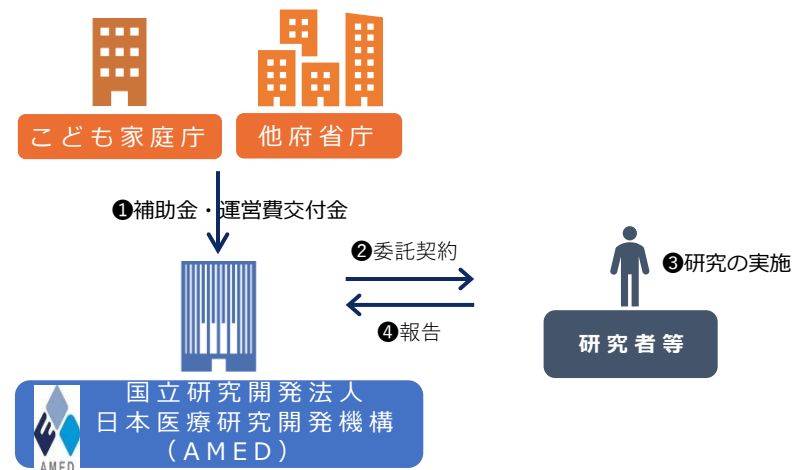 こども家庭庁
他府省庁
❶補助金・運営費交付金
❷委託契約
❸研究の実施
❹報告
研究者等
国立研究開発法人
日本医療研究開発機構
（AMED）
AMED